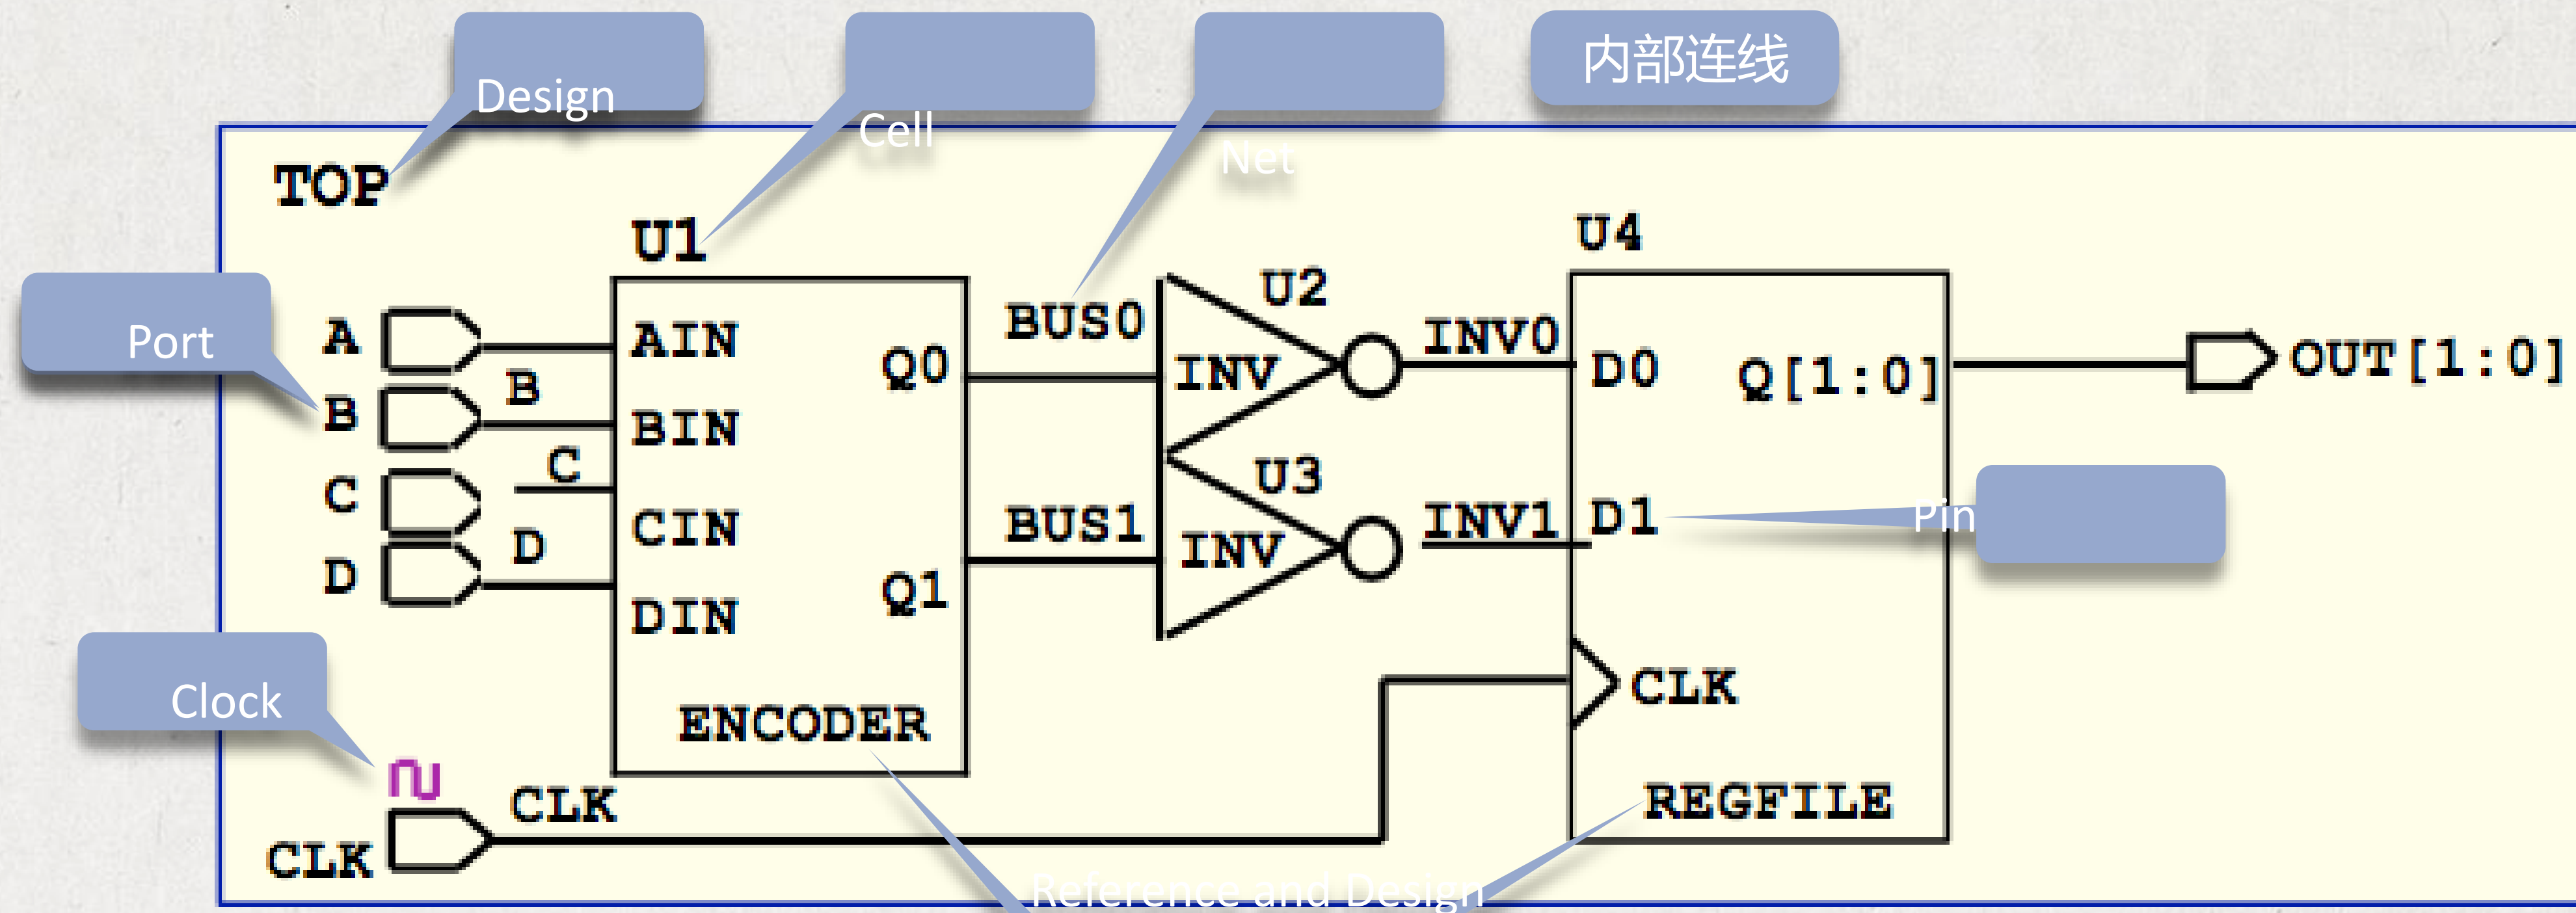 内部连线
Design
Cell
Net
TOP
U1
U4
U2
Port
A
AIN
Q0
BUS0
INV
INV0
D0
Q[1:0]
OUT[1:0]
B
B
BIN
C
C
CIN
U3
BUS1
INV
INV1
D1
Pin
D
D
DIN
Q1
Clock
ENCODER
CLK
CLK
CLK
REGFILE
Reference and Design